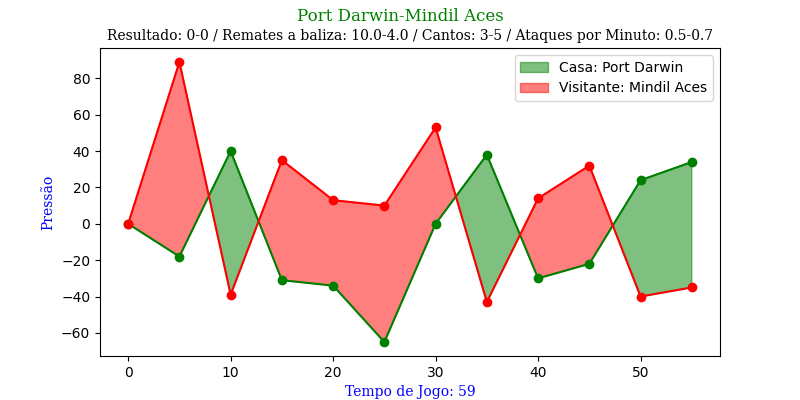 Port Darwin-Mindil Aces
Resultado: 0-0 / Remates a baliza: 10.0-4.0 / Cantos: 3-5 / Ataques por Minuto: 0.5-0.7
Casa: Port Darwin
Visitante: Mindil Aces
Pressão
80
60
40
20
0
−20
−40
−60
0 10 20 30 40 50
Tempo de Jogo: 59